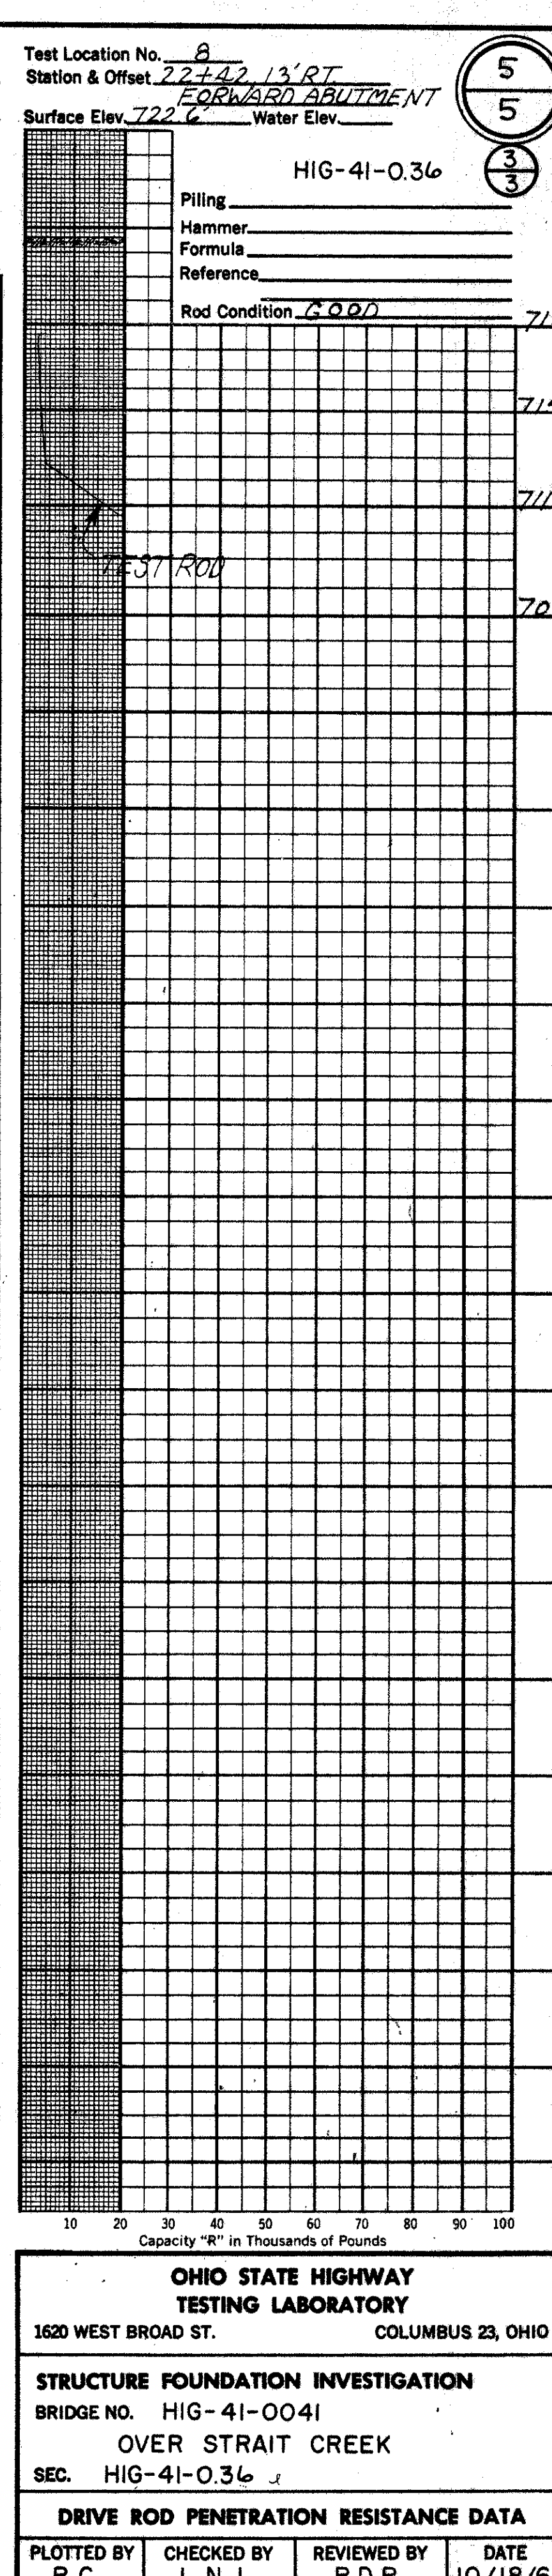 Test Location No. 8
Station & Offset 22+42, 13' RT.
FORWARD ABUTMENT
Surface Elev. 722.6' Water Elev.
5
5
3
3
HIG-41-0.36
Piling
Hammer
Formula
Reference
Rod Condition GOOD
TEST ROD
10 20 30 40 50 60 70 80 90 100
Capacity "R" in Thousands of Pounds
OHIO STATE HIGHWAY
TESTING LABORATORY
1620 WEST BROAD ST. COLUMBUS 23, OHIO
STRUCTURE FOUNDATION INVESTIGATION
BRIDGE NO. HIG-41-0041
OVER STRAIT CREEK
SEC. HIG-41-0.36
DRIVE ROD PENETRATION RESISTANCE DATA
PLOTTED BY CHECKED BY REVIEWED BY DATE